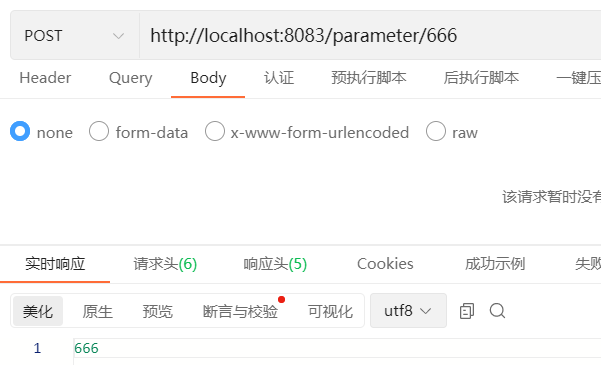 POST http://localhost:8083/parameter/666
Header Query Body 认证 预执行脚本 后执行脚本 一键压
none form-data x-www-form-urlencoded raw
该请求暂时没有
实时响应 请求头(6) 响应头(5) Cookies 成功示例 失败
美化 原生 预览 断言与校验 可视化 utf8
1 666